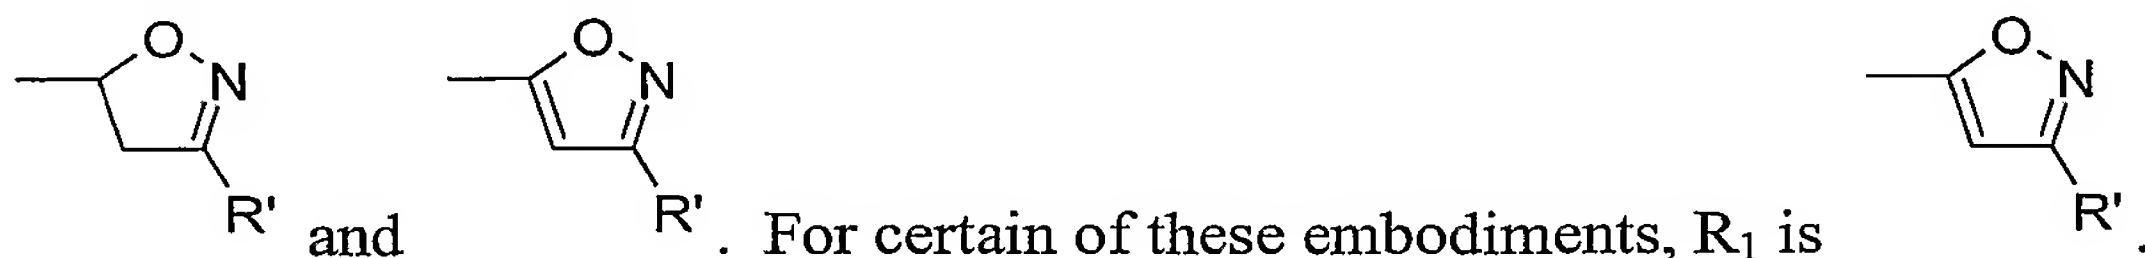 O O O
N N N
R' and R' . For certain of these embodiments, R₁ is R' .